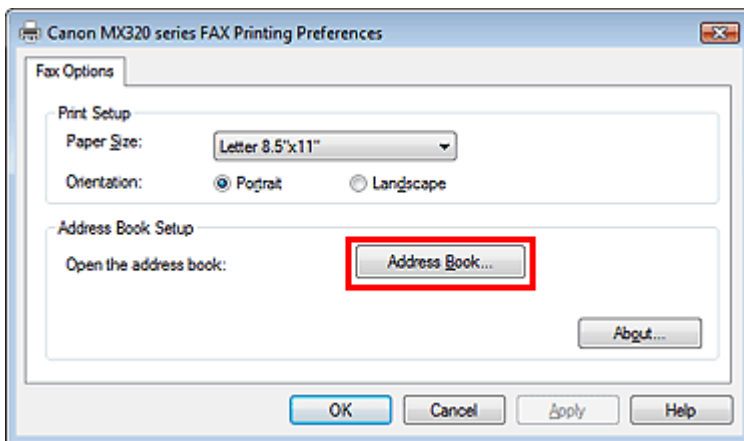 Canon MX320 series FAX Printing Preferences
Fax Options
Print Setup
Paper Size: Letter 8.5"x11"
Orientation: Portrait Landscape
Address Book Setup
Open the address book: Address Book...
About...
OK Cancel Apply Help